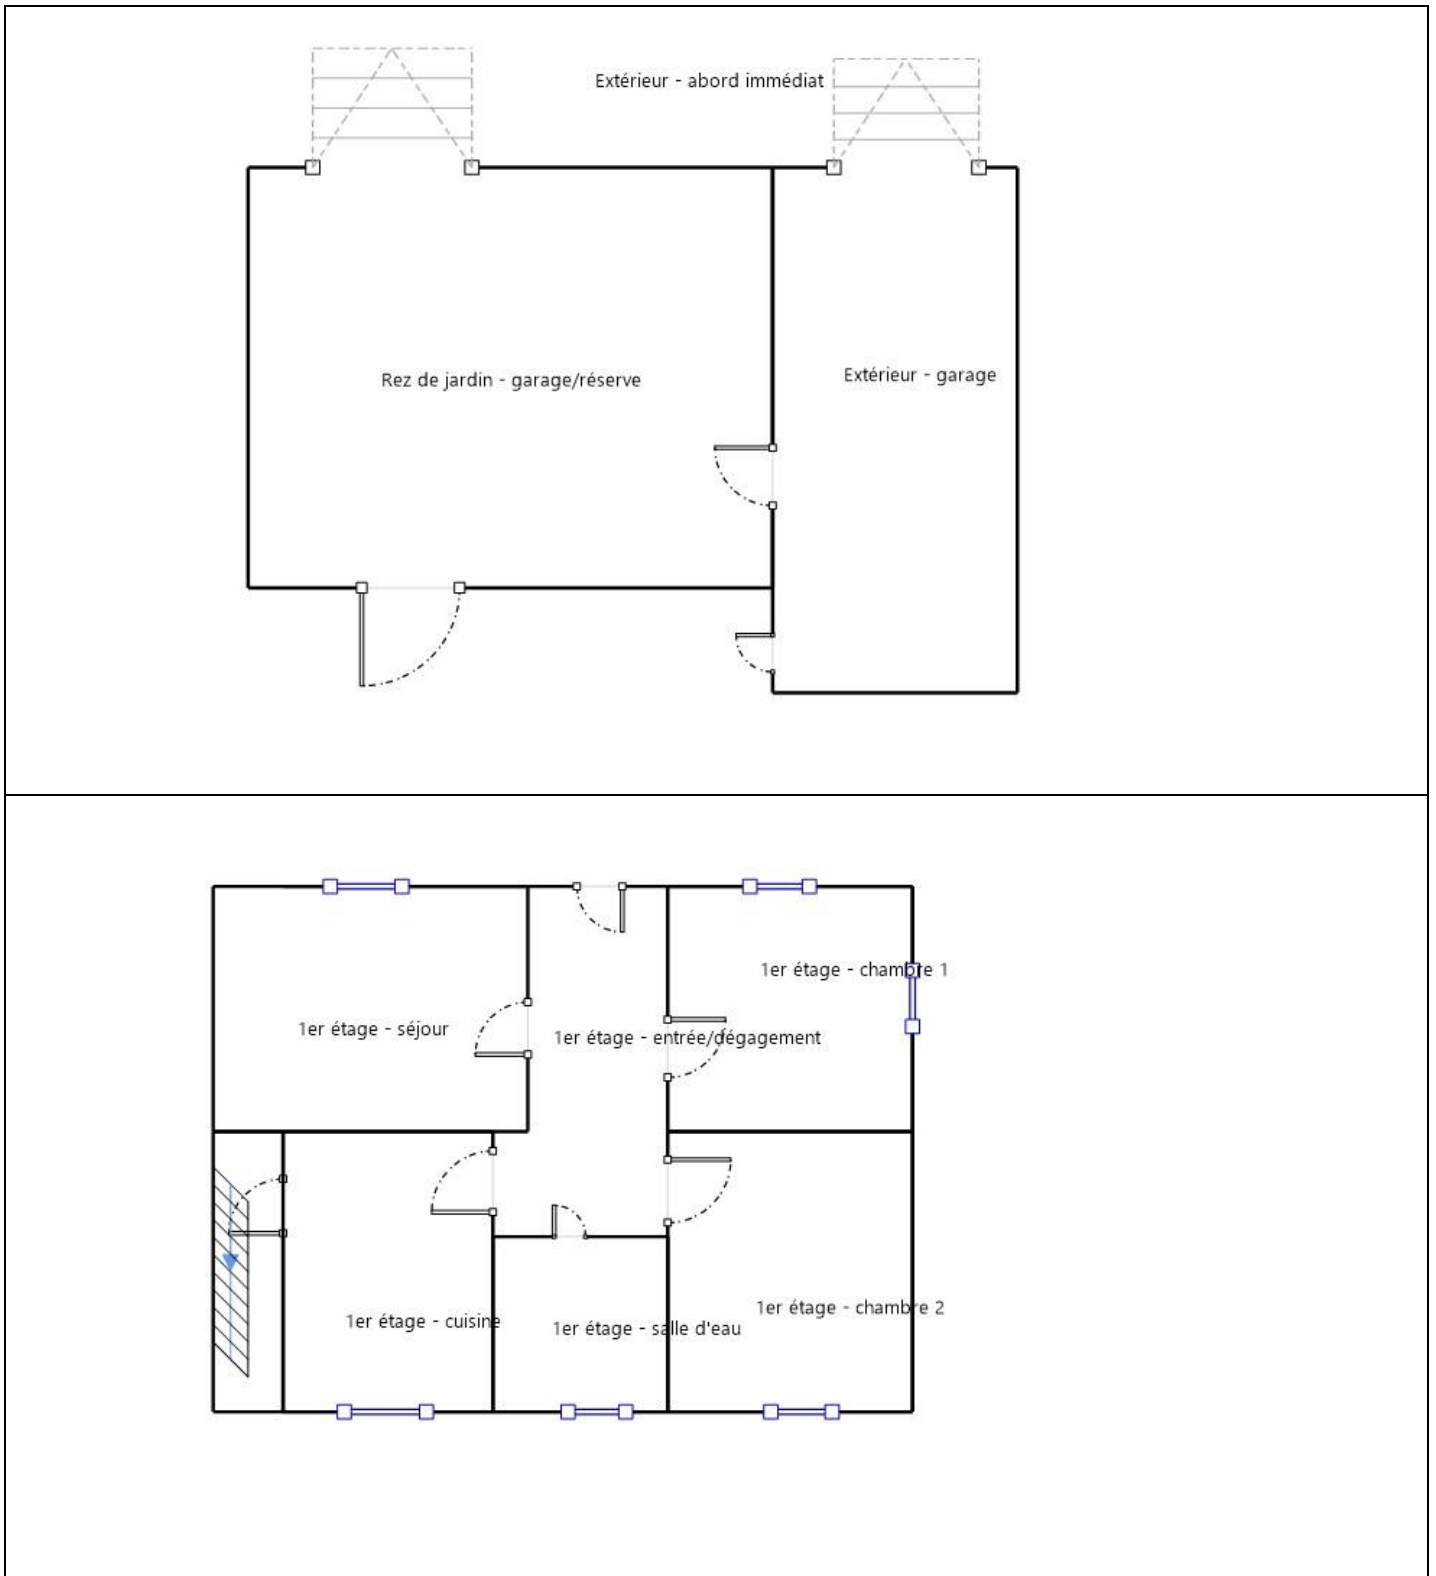 Extérieur - abord immédiat
Extérieur - garage
Rez de jardin - garage/réserve
1er étage - chambre 1
1er étage - séjour
1er étage - entrée/dégagement
1er étage - chambre 2
1er étage - cuisine
1er étage - salle d'eau